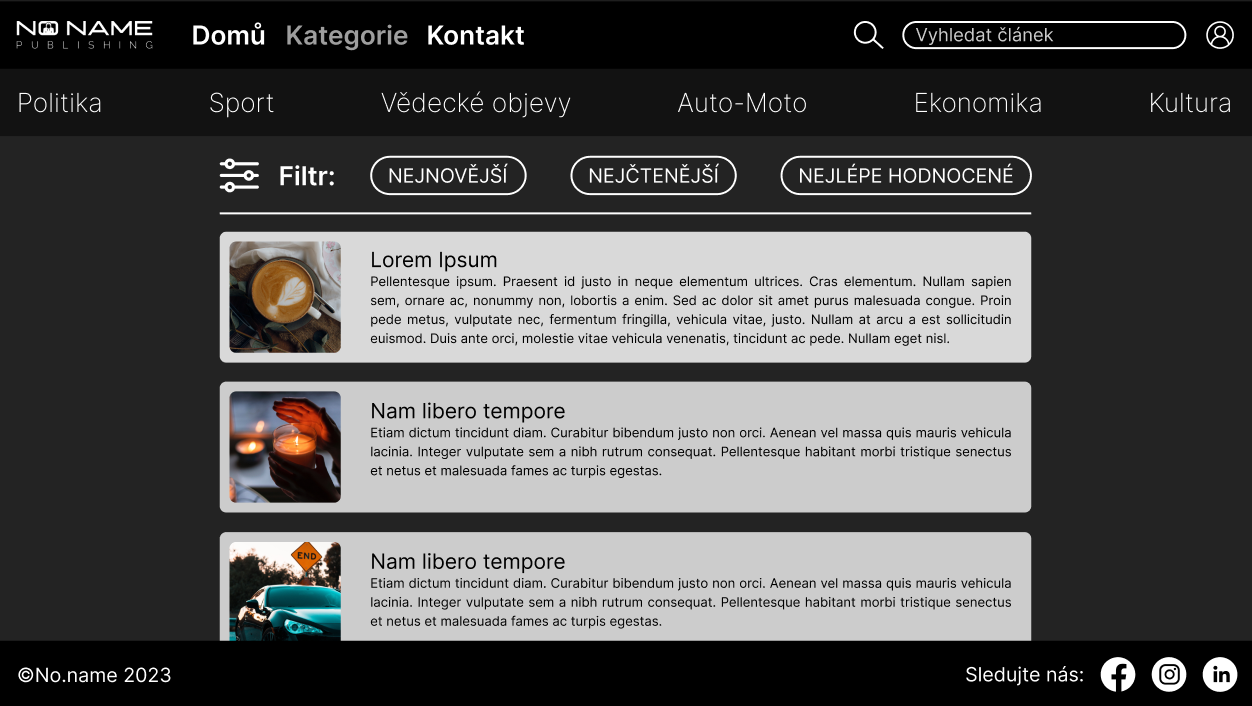 NO NAME
PUBLISHING
Domů Kategorie Kontakt
Vyhledat článek
Politika Sport Vědecké objevy Auto-Moto Ekonomika Kultura
Filtr: NEJNOVĚJŠÍ NEJČTENĚJŠÍ NEJLÉPE HODNOCENÉ
Lorem Ipsum
Pellentesque ipsum. Praesent id justo in neque elementum ultrices. Cras elementum. Nullam sapien
sem, ornare ac, nonummy non, lobortis a enim. Sed ac dolor sit amet purus malesuada congue. Proin
pede metus, vulputate nec, fermentum fringilla, vehicula vitae, justo. Nullam at arcu a est sollicitudin
euismod. Duis ante orci, molestie vitae vehicula venenatis, tincidunt ac pede. Nullam eget nisl.
Nam libero tempore
Etiam dictum tincidunt diam. Curabitur bibendum justo non orci. Aenean vel massa quis mauris vehicula
lacinia. Integer vulputate sem a nibh rutrum consequat. Pellentesque habitant morbi tristique senectus
et netus et malesuada fames ac turpis egestas.
END
Nam libero tempore
Etiam dictum tincidunt diam. Curabitur bibendum justo non orci. Aenean vel massa quis mauris vehicula
lacinia. Integer vulputate sem a nibh rutrum consequat. Pellentesque habitant morbi tristique senectus
et netus et malesuada fames ac turpis egestas.
©No.name 2023
Sledujte nás:
in